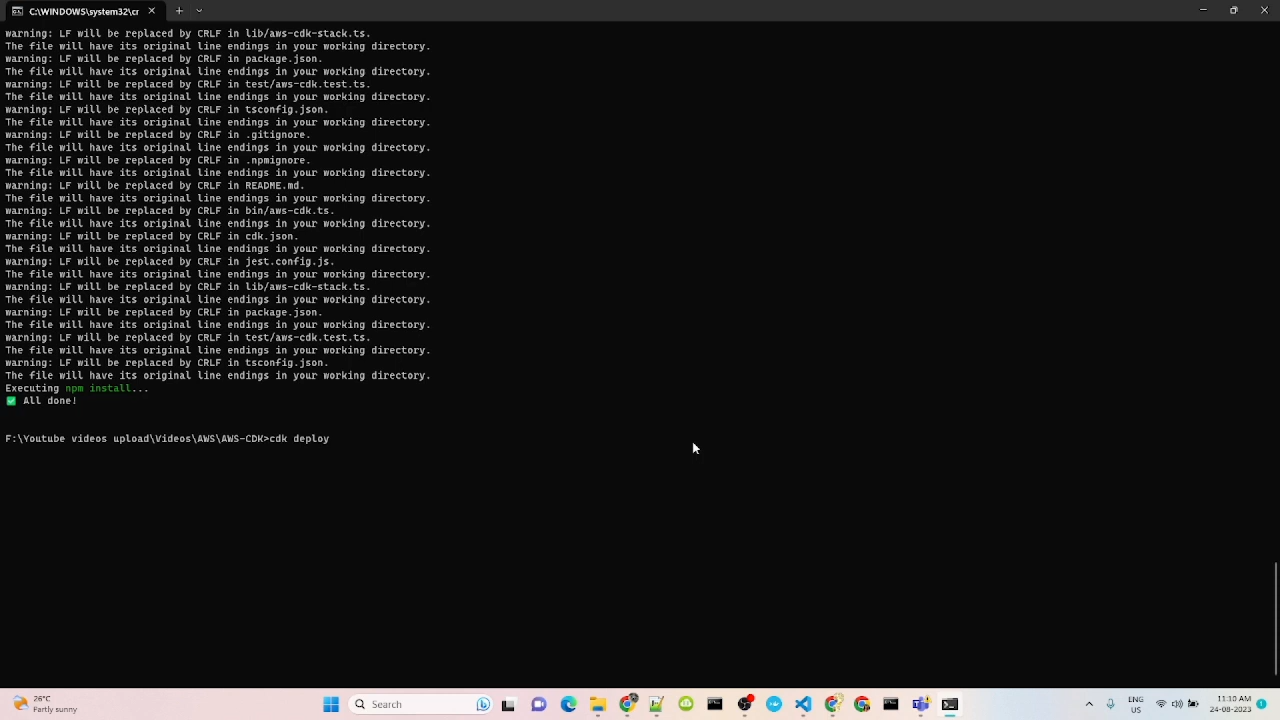 C:\WINDOWS\system32\cr
warning: LF will be replaced by CRLF in lib/aws-cdk-stack.ts.
The file will have its original line endings in your working directory.
warning: LF will be replaced by CRLF in package.json.
The file will have its original line endings in your working directory.
warning: LF will be replaced by CRLF in test/aws-cdk.test.ts.
The file will have its original line endings in your working directory.
warning: LF will be replaced by CRLF in tsconfig.json.
The file will have its original line endings in your working directory.
warning: LF will be replaced by CRLF in .gitignore.
The file will have its original line endings in your working directory.
warning: LF will be replaced by CRLF in .npmignore.
The file will have its original line endings in your working directory.
warning: LF will be replaced by CRLF in README.md.
The file will have its original line endings in your working directory.
warning: LF will be replaced by CRLF in bin/aws-cdk.ts.
The file will have its original line endings in your working directory.
warning: LF will be replaced by CRLF in cdk.json.
The file will have its original line endings in your working directory.
warning: LF will be replaced by CRLF in jest.config.js.
The file will have its original line endings in your working directory.
warning: LF will be replaced by CRLF in lib/aws-cdk-stack.ts.
The file will have its original line endings in your working directory.
warning: LF will be replaced by CRLF in package.json.
The file will have its original line endings in your working directory.
warning: LF will be replaced by CRLF in test/aws-cdk.test.ts.
The file will have its original line endings in your working directory.
warning: LF will be replaced by CRLF in tsconfig.json.
The file will have its original line endings in your working directory.
Executing npm install...
✅ All done!
F:\Youtube videos upload\Videos\AWS\AWS-CDK>cdk deploy
26°C
Partly sunny
Search
ENG
US
11:10 AM
24-08-2023